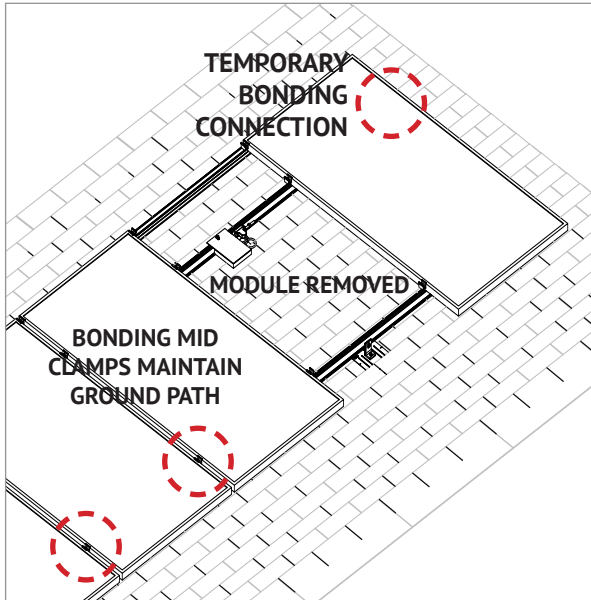 TEMPORARY
BONDING
CONNECTION
MODULE REMOVED
BONDING MID
CLAMPS MAINTAIN
GROUND PATH